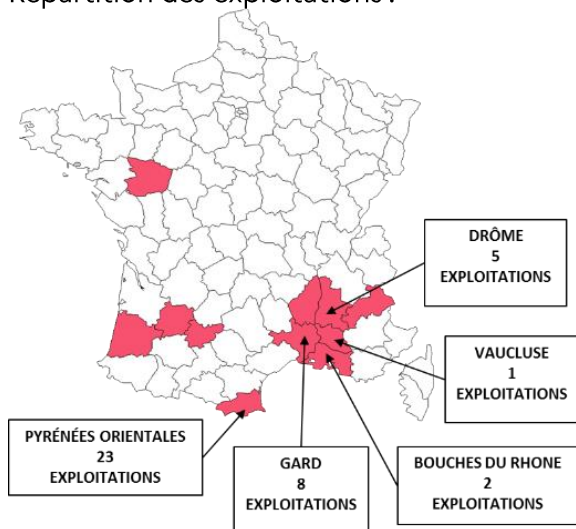 Répartition des exploitations :
DRÔME
5
EXPLOITATIONS
VAUCLUSE
1
EXPLOITATIONS
PYRÉNÉES ORIENTALES
23
EXPLOITATIONS
GARD
8
EXPLOITATIONS
BOUCHES DU RHONE
2
EXPLOITATIONS